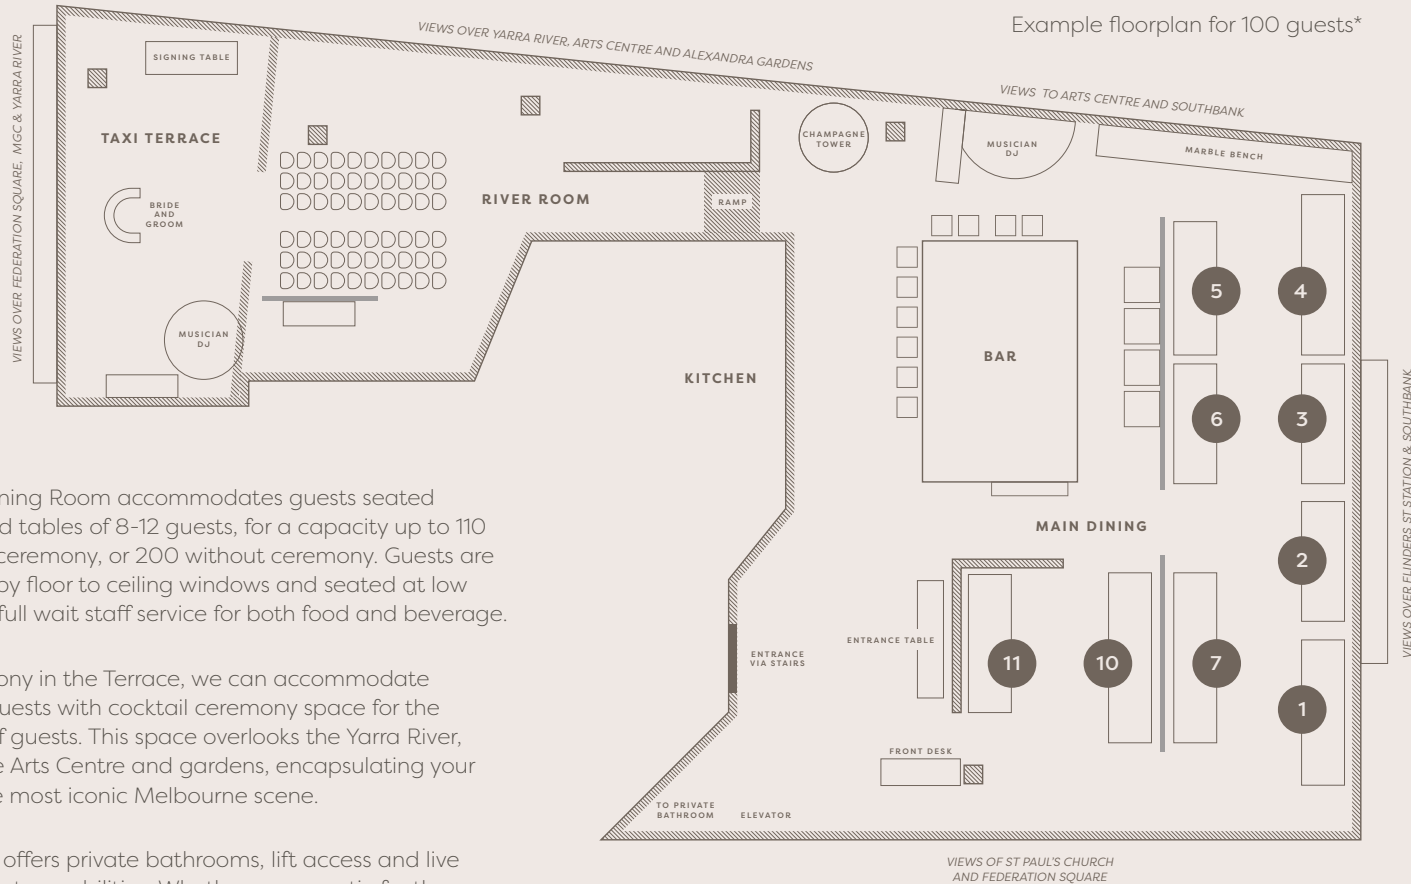 Example floorplan for 100 guests*
VIEWS OVER YARRA RIVER, ARTS CENTRE AND ALEXANDRA GARDENS
VIEWS TO ARTS CENTRE AND SOUTHBANK
VIEWS OVER FEDERATION SQUARE, MGC & YARRA RIVER
SIGNING TABLE
TAXI TERRACE
BRIDE
AND
GROOM
MUSICIAN
DJ
RIVER ROOM
RAMP
CHAMPAGNE
TOWER
MUSICIAN
DJ
MARBLE BENCH
5
4
BAR
KITCHEN
6
3
MAIN DINING
2
ENTRANCE TABLE
ENTRANCE
VIA STAIRS
11
10
7
1
FRONT DESK
TO PRIVATE
BATHROOM
ELEVATOR
VIEWS OVER FLINDERS ST STATION & SOUTHBANK
VIEWS OF ST PAUL'S CHURCH
AND FEDERATION SQUARE
Room accommodates guests seated
tables of 8-12 guests, for a capacity up to 110
ceremony, or 200 without ceremony. Guests are
by floor to ceiling windows and seated at low
full wait staff service for both food and beverage.
in the Terrace, we can accommodate
with cocktail ceremony space for the
guests. This space overlooks the Yarra River,
Arts Centre and gardens, encapsulating your
most iconic Melbourne scene.
offers private bathrooms, lift access and live